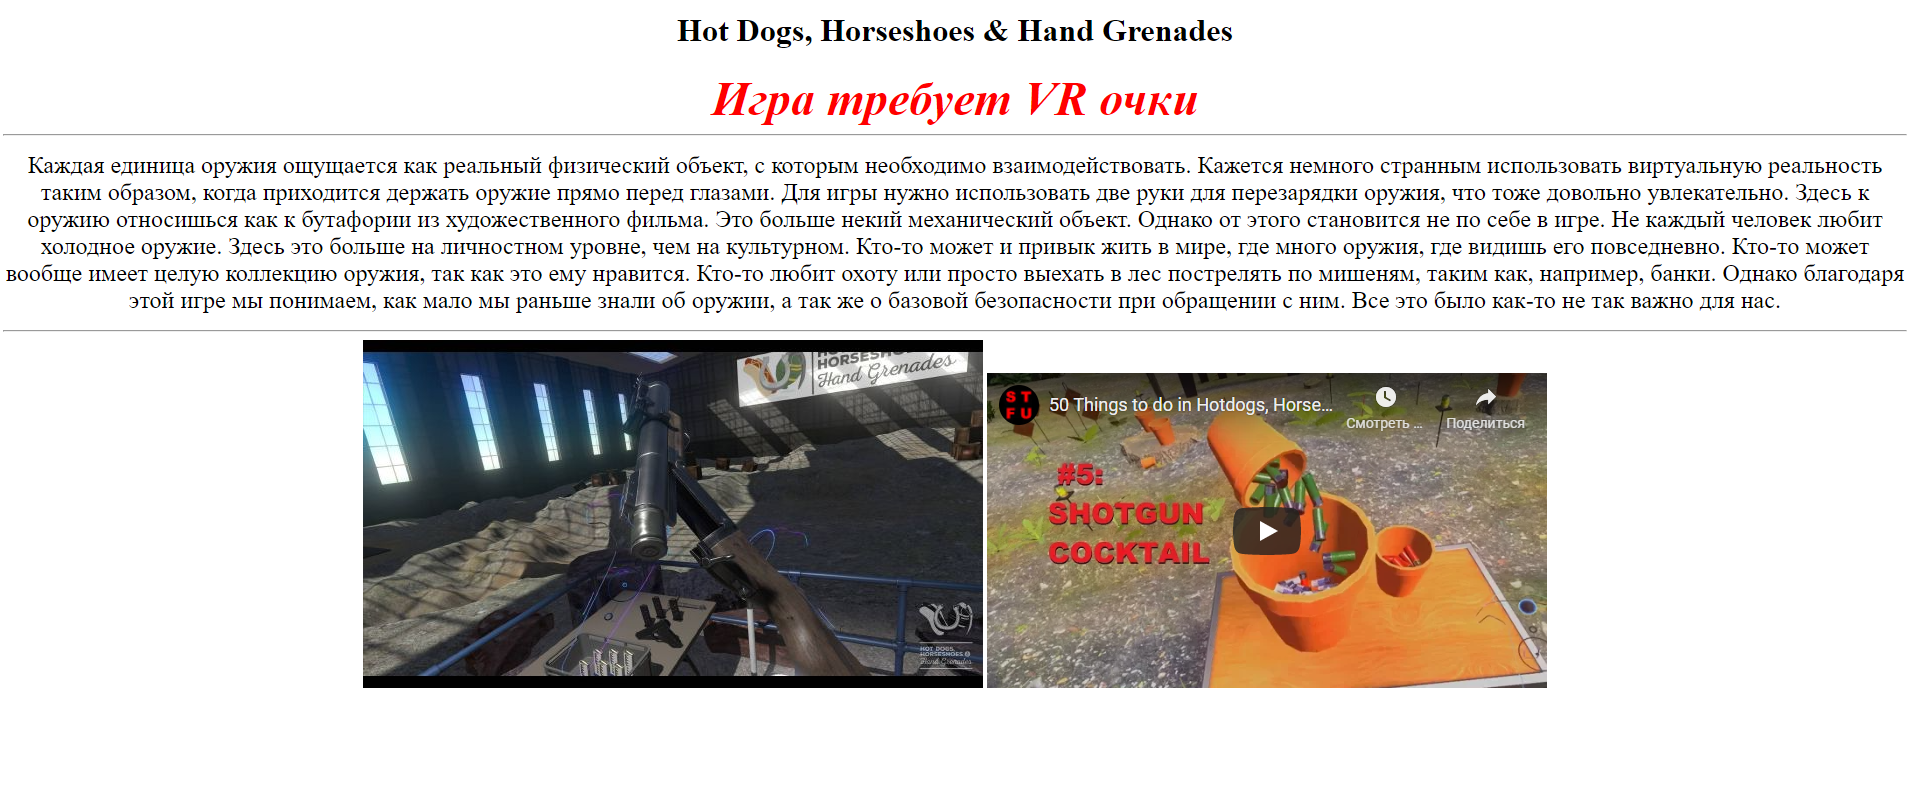 Hot Dogs, Horseshoes & Hand Grenades
Игра требует VR очки
Каждая единица оружия ощущается как реальный физический объект, с которым необходимо взаимодействовать. Кажется немного странным использовать виртуальную реальность
таким образом, когда приходится держать оружие прямо перед глазами. Для игры нужно использовать две руки для перезарядки оружия, что тоже довольно увлекательно. Здесь к
оружию относишься как к бутафории из художественного фильма. Это больше некий механический объект. Однако от этого становится не по себе в игре. Не каждый человек любит
холодное оружие. Здесь это больше на личностном уровне, чем на культурном. Кто-то может и привык жить в мире, где много оружия, где видишь его повседневно. Кто-то может
вообще имеет целую коллекцию оружия, так как это ему нравится. Кто-то любит охоту или просто выехать в лес пострелять по мишеням, таким как, например, банки. Однако благодаря
этой игре мы понимаем, как мало мы раньше знали об оружии, а так же о базовой безопасности при обращении с ним. Все это было как-то не так важно для нас.
HORSESHOES
Hand Grenades
HOT DOGS,
HORSESHOES &
Hand Grenades
ST
FU
50 Things to do in Hotdogs, Horse...
Смотреть ...
Поделиться
#5:
SHOTGUN
COCKTAIL